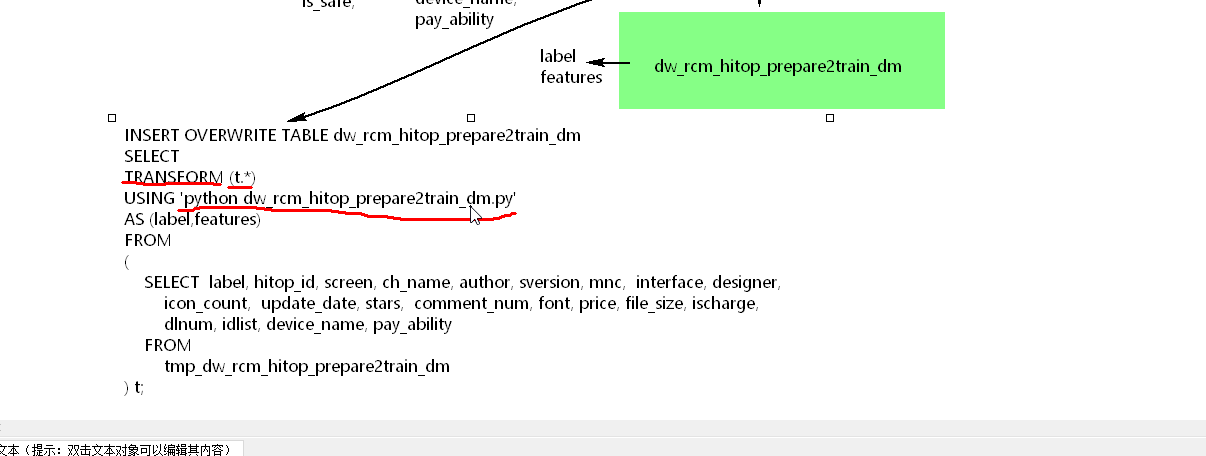 is_safe,
device_name,
pay_ability
label
features
dw_rcm_hitop_prepare2train_dm
INSERT OVERWRITE TABLE dw_rcm_hitop_prepare2train_dm
SELECT
TRANSFORM (t.*)
USING 'python dw_rcm_hitop_prepare2train_dm.py'
AS (label,features)
FROM
(
SELECT label, hitop_id, screen, ch_name, author, sversion, mnc, interface, designer,
icon_count, update_date, stars, comment_num, font, price, file_size, ischarge,
dlnum, idlist, device_name, pay_ability
FROM
tmp_dw_rcm_hitop_prepare2train_dm
) t;
文本（提示：双击文本对象可以编辑其内容）